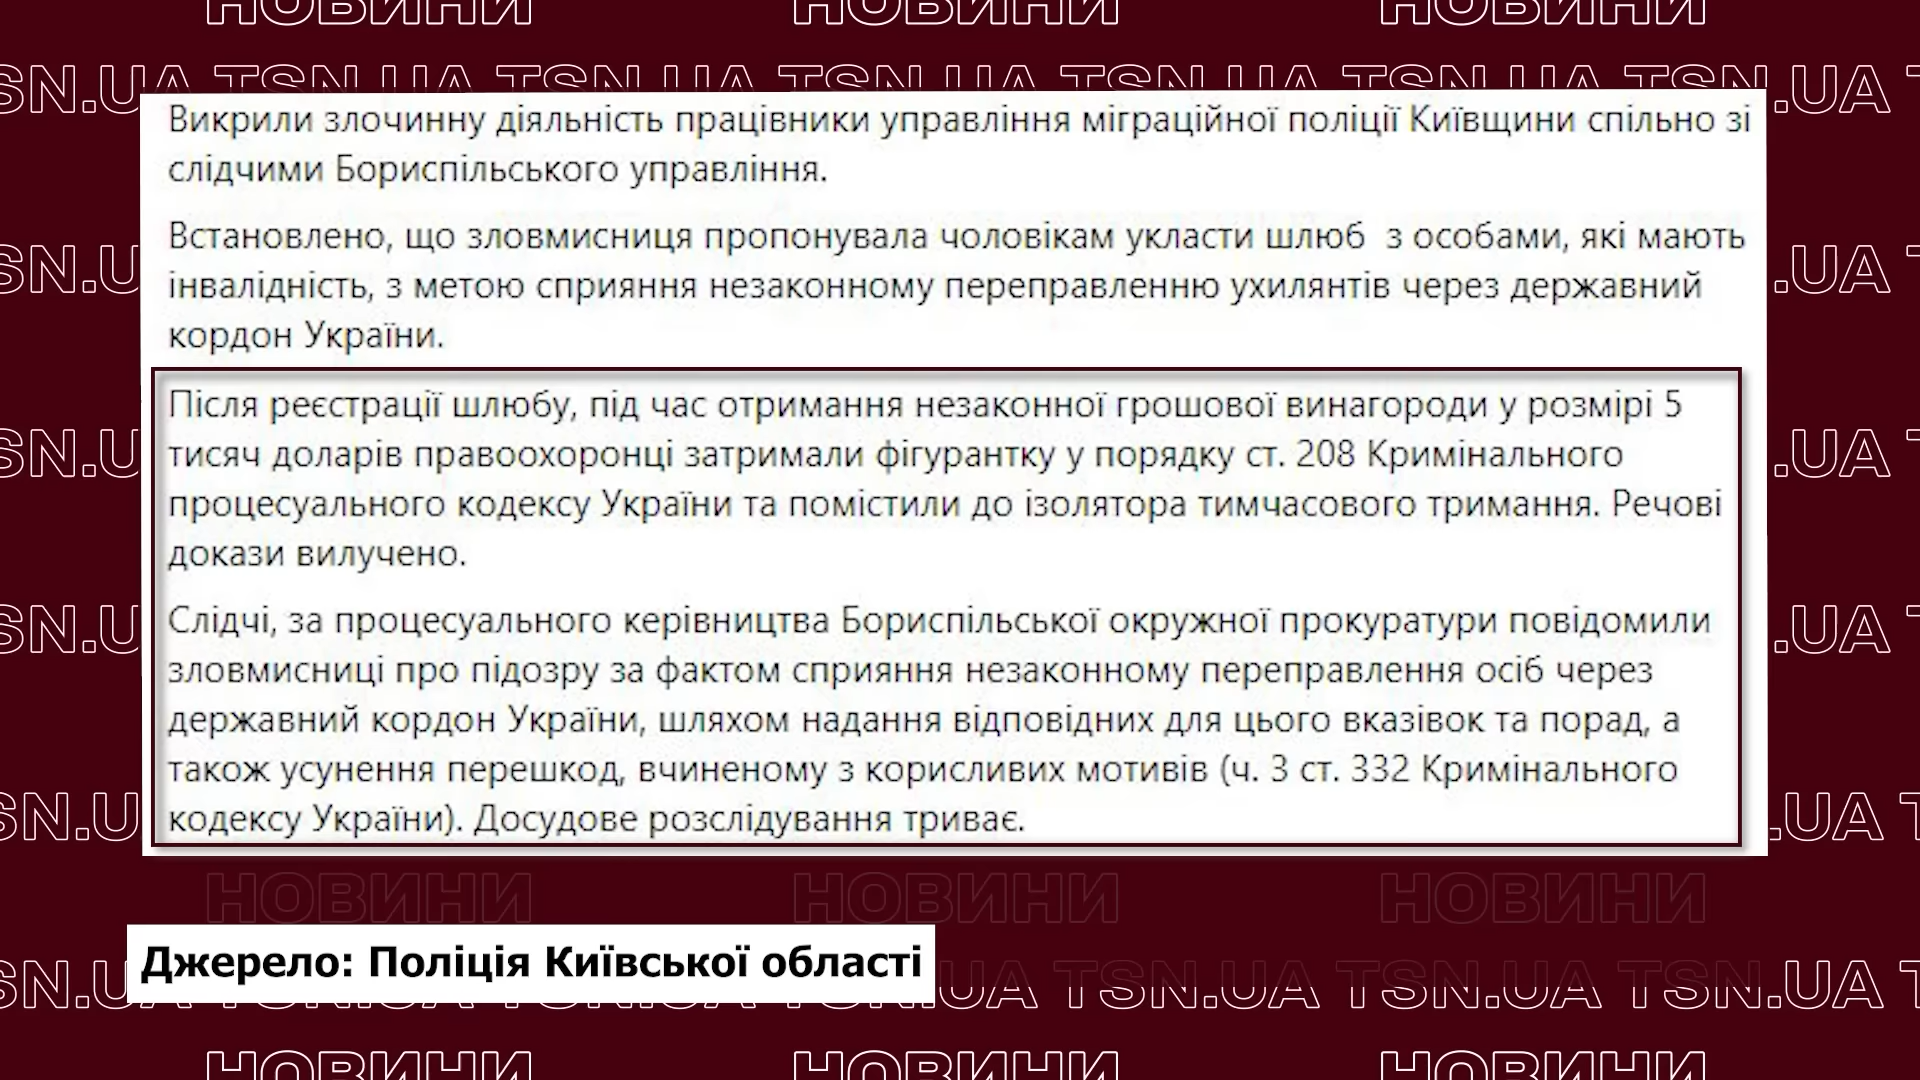 НОВИНИ НОВИНИ НОВИНИ
SN.UA TSN.UA TSN.UA TSN.UA TSN.UA TSN.UA TSN.UA
Викрили злочинну діяльність працівники управління міграційної поліції Київщини спільно зі
слідчими Бориспільського управління.
Встановлено, що зловмисниця пропонувала чоловікам укласти шлюб з особами, які мають
інвалідність, з метою сприяння незаконному переправленню ухилянтів через державний
кордон України.
Після реєстрації шлюбу, під час отримання незаконної грошової винагороди у розмірі 5
тисяч доларів правоохоронці затримали фігурантку у порядку ст. 208 Кримінального
процесуального кодексу України та помістили до ізолятора тимчасового тримання. Речові
докази вилучено.
Слідчі, за процесуального керівництва Бориспільської окружної прокуратури повідомили
зловмисниці про підозру за фактом сприяння незаконному переправлення осіб через
державний кордон України, шляхом надання відповідних для цього вказівок та порад, а
також усунення перешкод, вчиненому з корисливих мотивів (ч. 3 ст. 332 Кримінального
кодексу України). Досудове розслідування триває.
НОВИНИ НОВИНИ НОВИНИ
Джерело: Поліція Київської області
TSN.UA TSN.UA TSN.UA
НОВИНИ НОВИНИ НОВИНИ